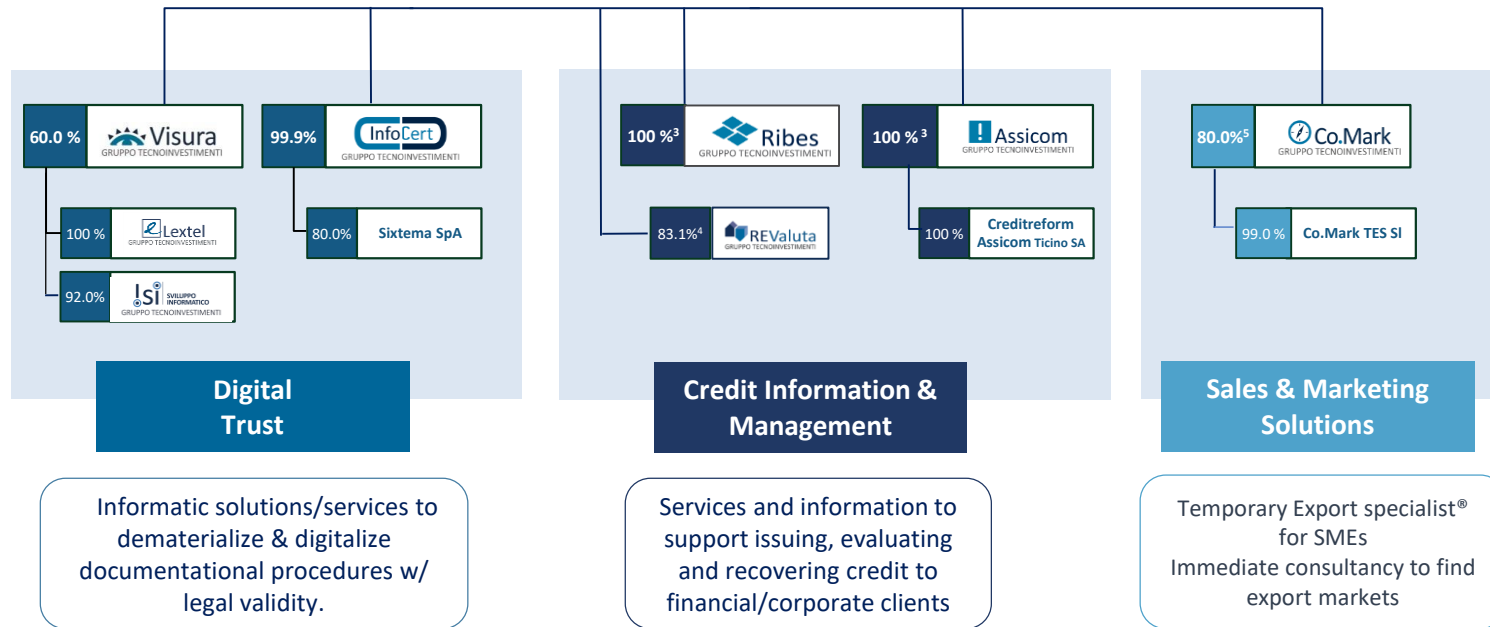 60.0 %
Visura
GRUPPO TECNOINVESTIMENTI
99.9%
InfoCert
GRUPPO TECNOINVESTIMENTI
100 %
Lextel
GRUPPO TECNOINVESTIMENTI
80.0%
Sixtema SpA
92.0%
Isi SVILUPPO
INFORMATICO
GRUPPO TECNOINVESTIMENTI
Digital
Trust
Informatic solutions/services to
dematerialize & digitalize
documentational procedures w/
legal validity.
100 %³
Ribes
GRUPPO TECNOINVESTIMENTI
100 % ³
Assicom
GRUPPO TECNOINVESTIMENTI
83.1%⁴
REValuta
GRUPPO TECNOINVESTIMENTI
100 %
Creditreform
Assicom Ticino SA
Credit Information &
Management
Services and information to
support issuing, evaluating
and recovering credit to
financial/corporate clients
80.0%⁵
Co.Mark
GRUPPO TECNOINVESTIMENTI
99.0 %
Co.Mark TES Sl
Sales & Marketing
Solutions
Temporary Export specialist®
for SMEs
Immediate consultancy to find
export markets